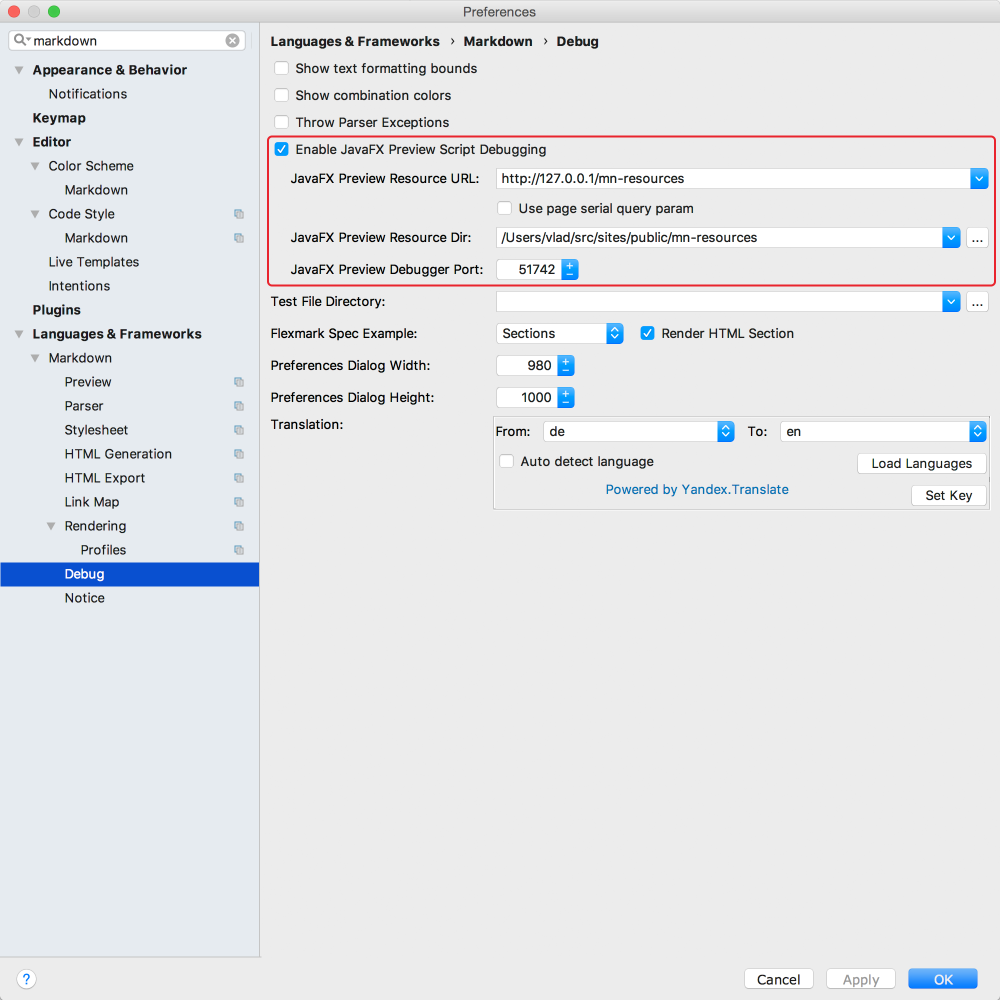 Preferences
markdown
Appearance & Behavior
Notifications
Keymap
Editor
Color Scheme
Markdown
Code Style
Markdown
Live Templates
Intentions
Plugins
Languages & Frameworks
Markdown
Preview
Parser
Stylesheet
HTML Generation
HTML Export
Link Map
Rendering
Profiles
Debug
Notice
Languages & Frameworks › Markdown › Debug
Show text formatting bounds
Show combination colors
Throw Parser Exceptions
Enable JavaFX Preview Script Debugging
JavaFX Preview Resource URL: http://127.0.0.1/mn-resources
Use page serial query param
JavaFX Preview Resource Dir: /Users/vlad/src/sites/public/mn-resources ...
JavaFX Preview Debugger Port: 51742
Test File Directory: ...
Flexmark Spec Example: Sections Render HTML Section
Preferences Dialog Width: 980
Preferences Dialog Height: 1000
Translation:
From: de To: en
Auto detect language Load Languages
Powered by Yandex.Translate
Set Key
? Cancel Apply OK